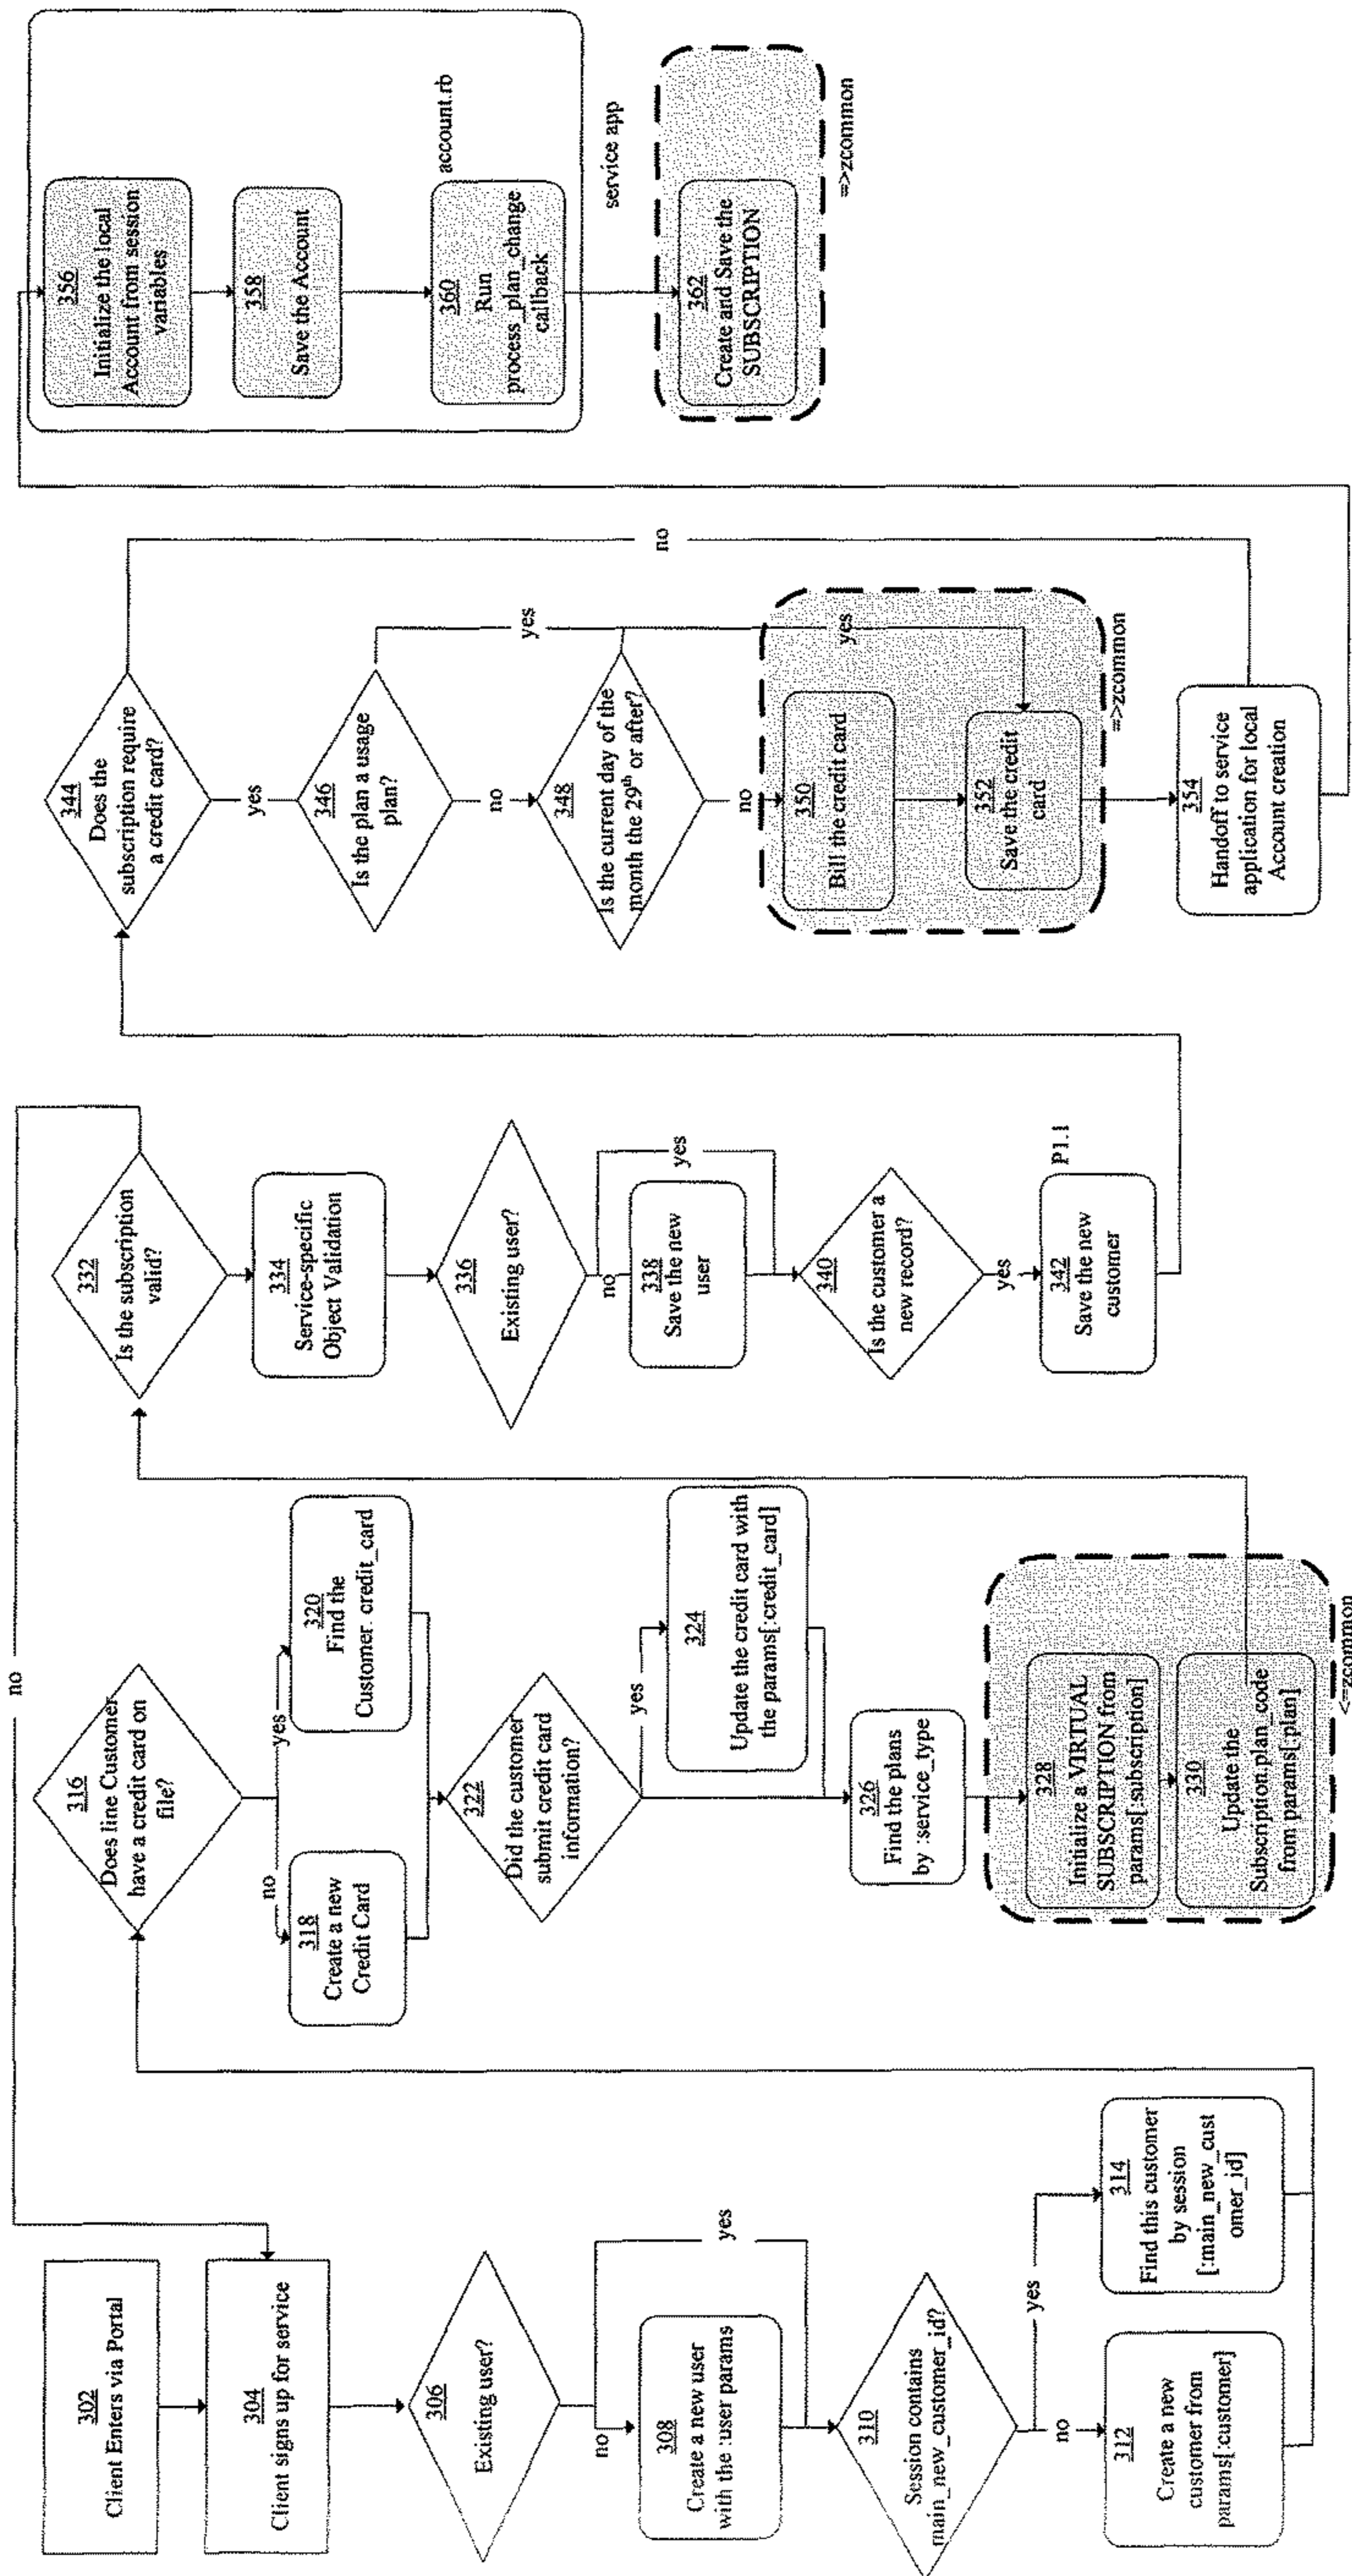 302
Client Enters via Portal
304
Client signs up for service
306
Existing user?
no
yes
308
Create a new user
with the :user params
310
Session contains
main_new_customer_id?
no
yes
312
Create a new
customer from
params[:customer]
314
Find this customer
by session
[:main_new_cust
omer_id]
316
Does line Customer
have a credit card on
file?
no
yes
318
Create a new
Credit Card
320
Find the
Customer. credit_card
322
Did the customer
submit credit card
information?
yes
324
Update the credit card with
the params[:credit_card]
326
Find the plans
by :service_type
328
Initialize a VIRTUAL
SUBSCRIPTION from
params[:subscription]
330
Update the
Subscription.plan_code
from params[:plan]
<=zcommon
no
332
Is the subscription
valid?
334
Service-specific
Object Validation
336
Existing user?
no
yes
338
Save the new
user
340
Is the customer a
new record?
yes
P1.1
342
Save the new
customer
344
Does the
subscription require
a credit card?
yes
no
346
Is the plan a usage
plan?
no
yes
348
Is the current day of the
month the 29th or after?
no
yes
350
Bill the credit card
352
Save the credit
card
=>zcommon
354
Handoff to service
application for local
Account creation
356
Initialize the local
Account from session
variables
358
Save the Account
account.rb
360
Run
process_plan_change
callback
service app
362
Create and Save the
SUBSCRIPTION
=>zcommon